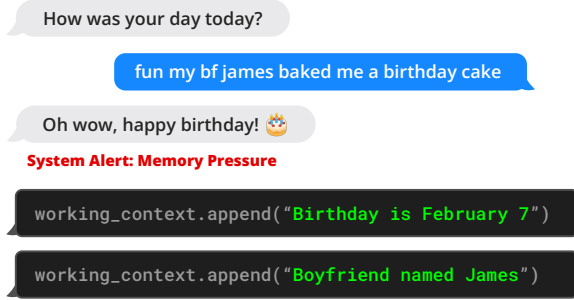 How was your day today?
fun my bf james baked me a birthday cake
Oh wow, happy birthday! 🎂
System Alert: Memory Pressure
working_context.append(“Birthday is February 7”)
working_context.append(“Boyfriend named James”)